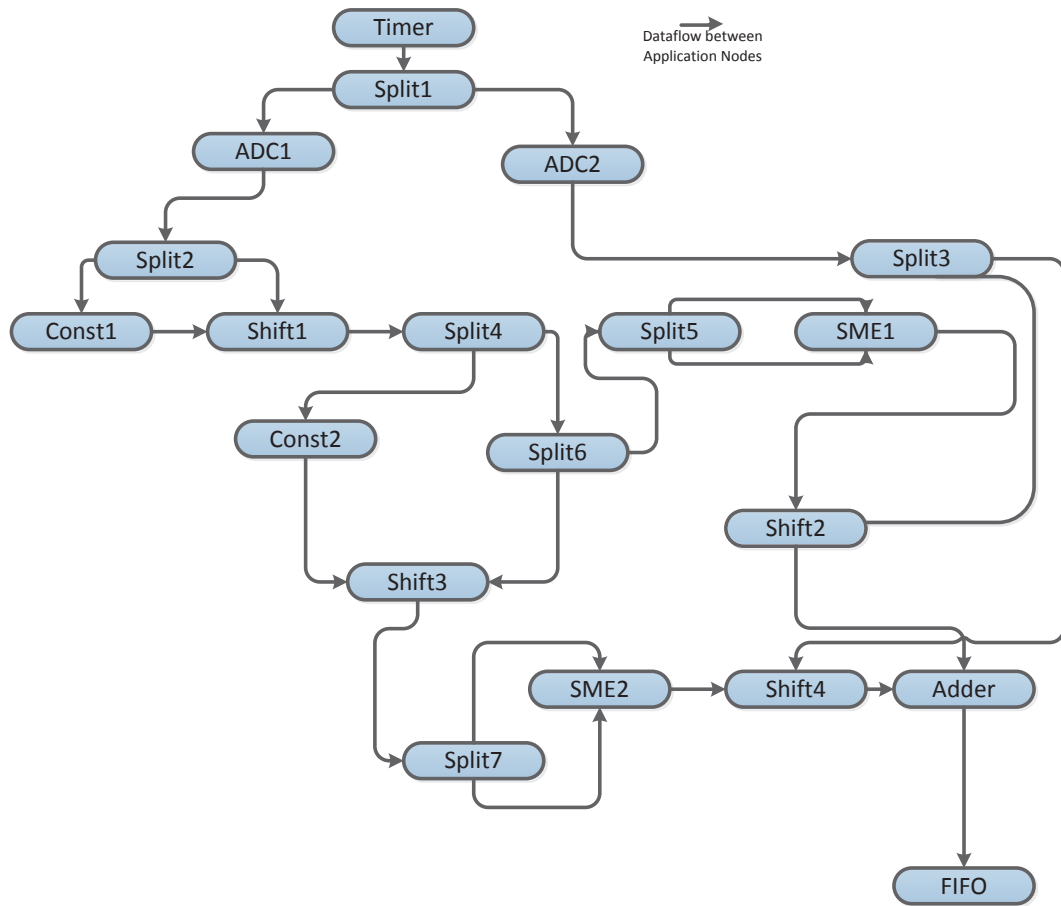 Timer
Dataflow between
Application Nodes
Split1
ADC1
ADC2
Split2
Split3
Const1
Shift1
Split4
Split5
SME1
Const2
Split6
Shift2
Shift3
SME2
Shift4
Adder
Split7
FIFO